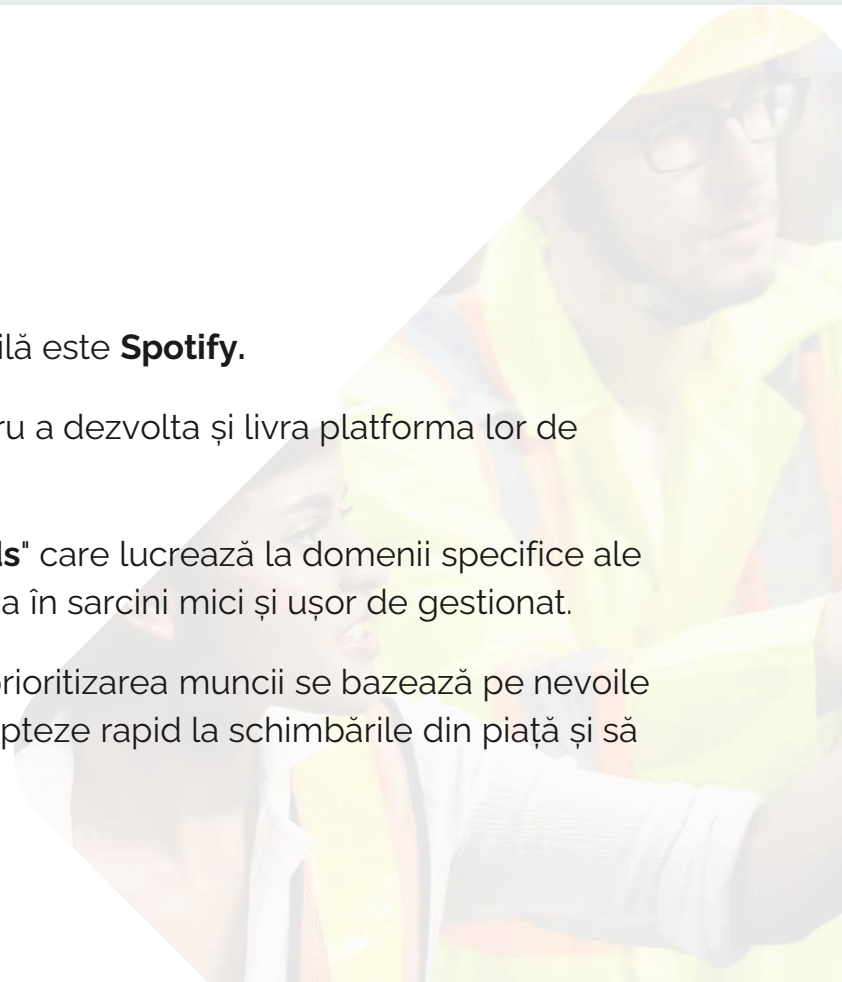 ilă este Spotify.
ru a dezvolta și livra platforma lor de
ls" care lucrează la domenii specifice ale
a în sarcini mici și ușor de gestionat.
rioritizarea muncii se bazează pe nevoile
pteze rapid la schimbările din piață și să